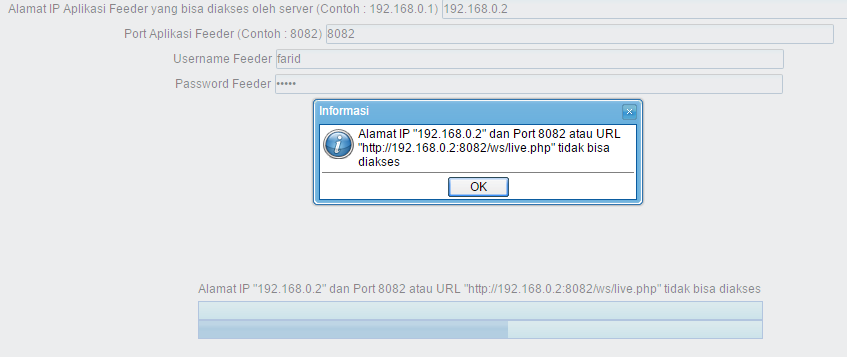 Alamat IP Aplikasi Feeder yang bisa diakses oleh server (Contoh : 192.168.0.1) 192.168.0.2
Port Aplikasi Feeder (Contoh : 8082) 8082
Username Feeder farid
Password Feeder •••••
Informasi
Alamat IP "192.168.0.2" dan Port 8082 atau URL
"http://192.168.0.2:8082/ws/live.php" tidak bisa
diakses
OK
Alamat IP "192.168.0.2" dan Port 8082 atau URL "http://192.168.0.2:8082/ws/live.php" tidak bisa diakses